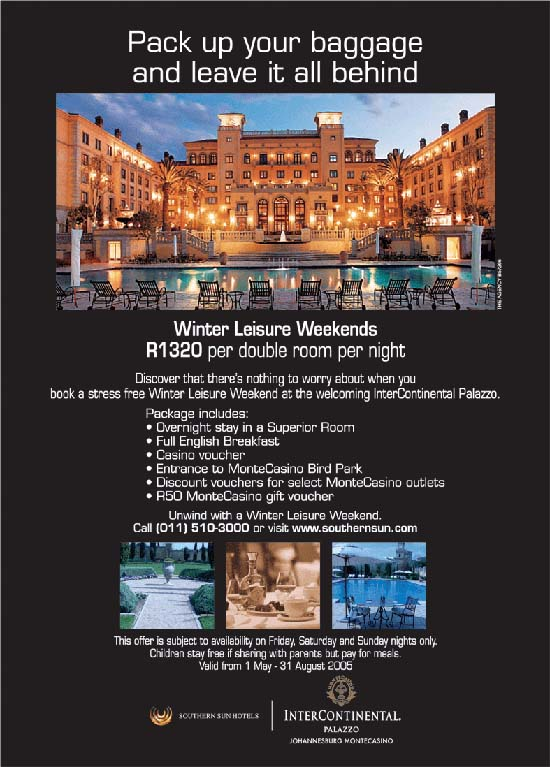 Pack up your baggage
and leave it all behind
Winter Leisure Weekends
R1320 per double room per night
Discover that there's nothing to worry about when you
book a stress free Winter Leisure Weekend at the welcoming InterContinental Palazzo.
Package includes:
• Overnight stay in a Superior Room
• Full English Breakfast
• Casino voucher
• Entrance to MonteCasino Bird Park
• Discount vouchers for select MonteCasino outlets
• R50 MonteCasino gift voucher
Unwind with a Winter Leisure Weekend.
Call (011) 510-3000 or visit www.southernsun.com
This offer is subject to availability on Friday, Saturday and Sunday nights only.
Children stay free if sharing with parents but pay for meals.
Valid from 1 May - 31 August 2005
SOUTHERN SUN HOTELS
INTERCONTINENTAL.
PALAZZO
JOHANNESBURG MONTECASINO